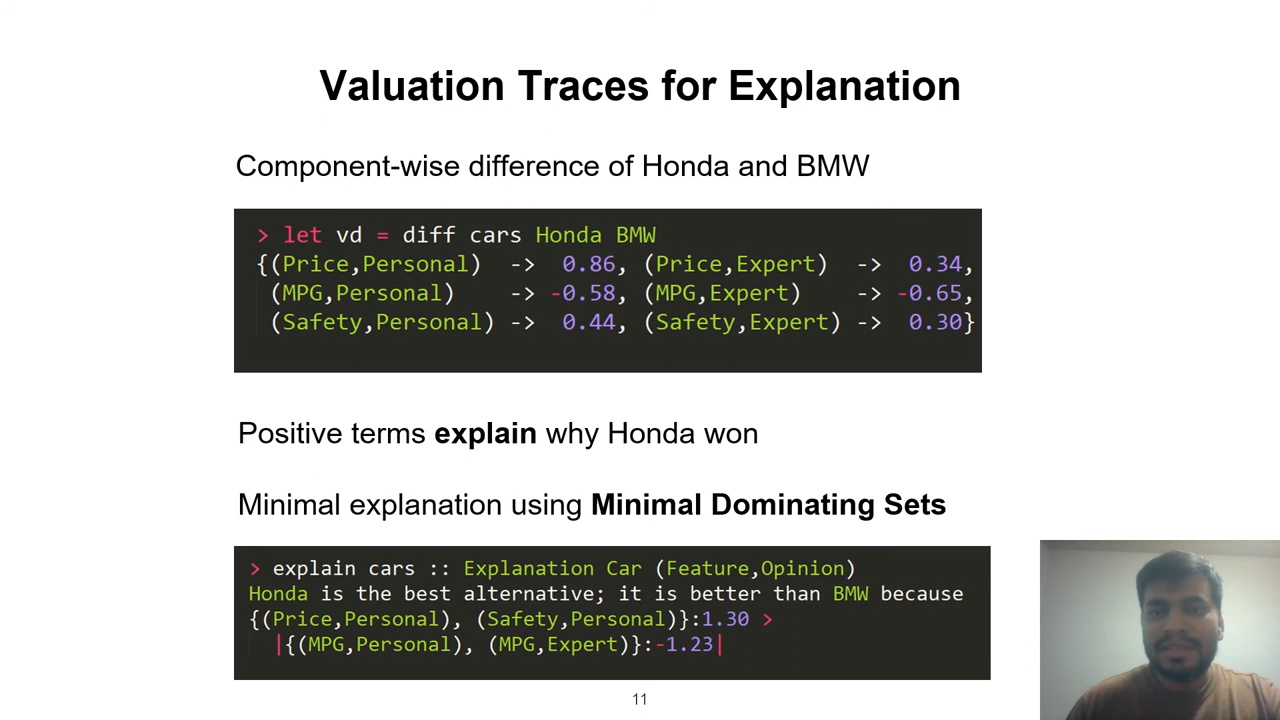 Valuation Traces for Explanation
Component-wise difference of Honda and BMW
> let vd = diff cars Honda BMW
{(Price,Personal) -> 0.86, (Price,Expert) -> 0.34,
(MPG,Personal) -> -0.58, (MPG,Expert) -> -0.65,
(Safety,Personal) -> 0.44, (Safety,Expert) -> 0.30}
Positive terms explain why Honda won
Minimal explanation using Minimal Dominating Sets
> explain cars :: Explanation Car (Feature,Opinion)
Honda is the best alternative; it is better than BMW because
{(Price,Personal), (Safety,Personal)}:1.30 >
|{(MPG,Personal), (MPG,Expert)}:-1.23|
11